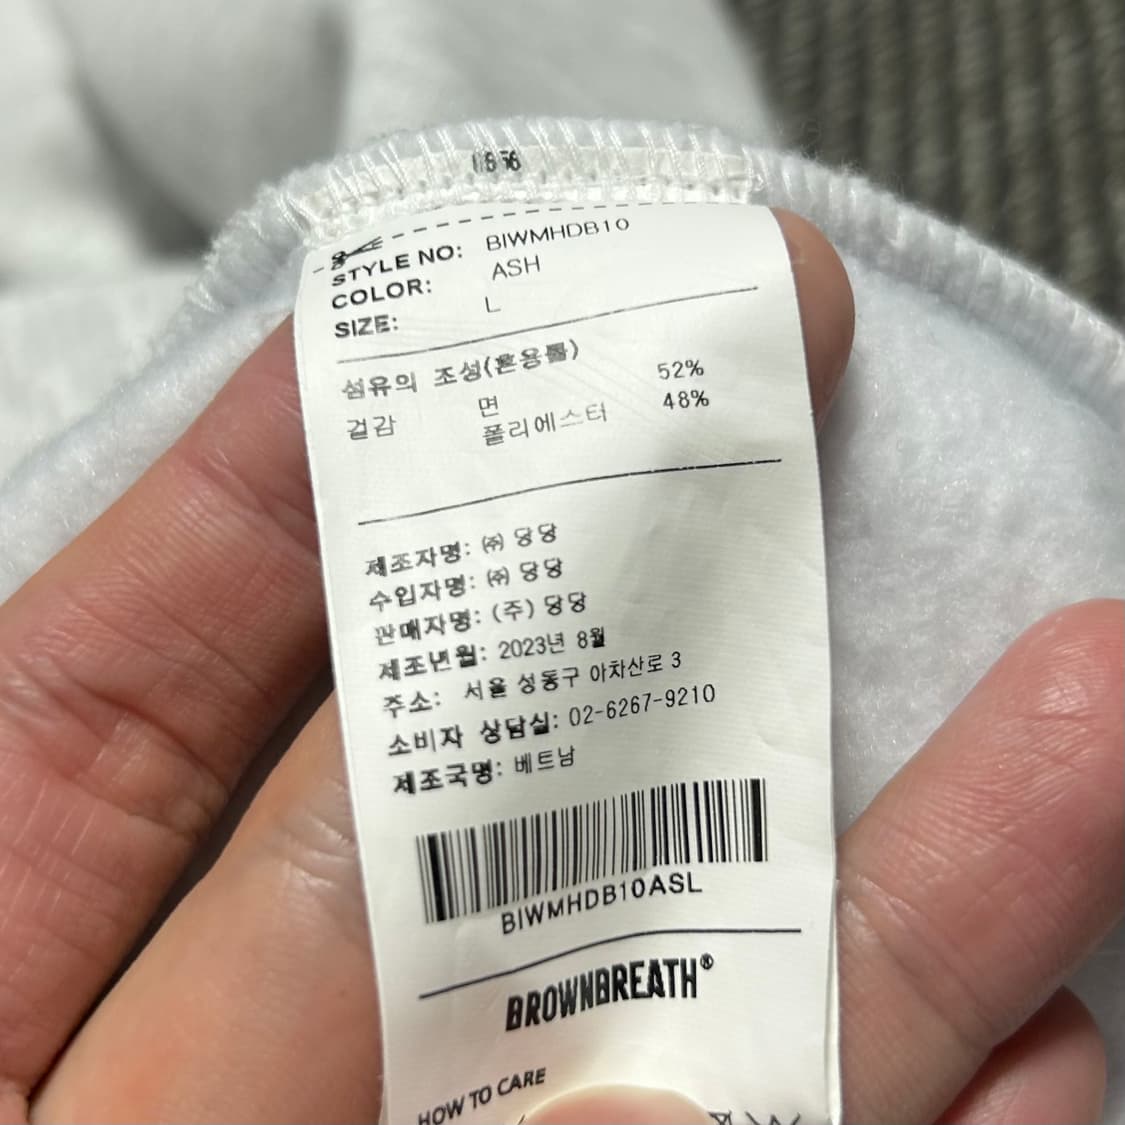 STYLE NO: BIWMHDB10
COLOR: ASH
SIZE: L
섬유의 조성(혼용률)
겉감 면 52%
폴리에스터 48%
제조자명: ㈜ 당당
수입자명: ㈜ 당당
판매자명: (주) 당당
제조년월: 2023년 8월
주소: 서울 성동구 아차산로 3
소비자 상담실: 02-6267-9210
제조국명: 베트남
BIWMHDB10ASL
BROWNBREATH®
HOW TO CARE